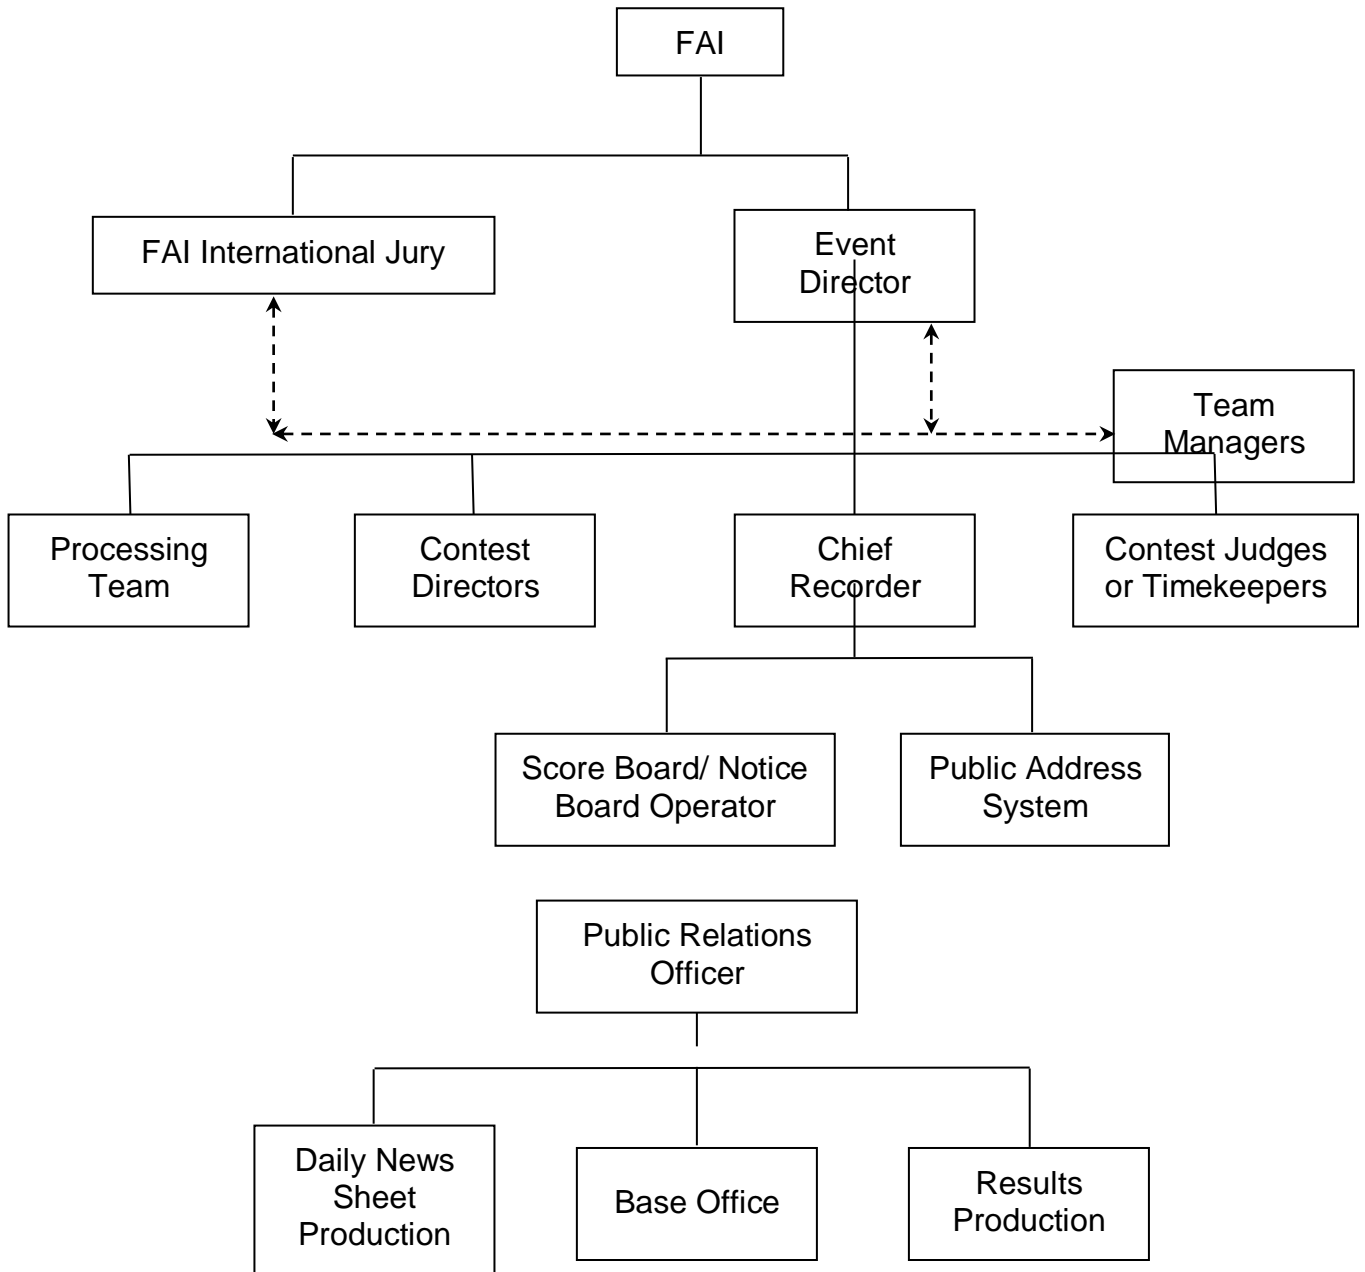 FAI
FAI International Jury
Event
Director
Team
Managers
Processing
Team
Contest
Directors
Chief
Recorder
Contest Judges
or Timekeepers
Score Board/ Notice
Board Operator
Public Address
System
Public Relations
Officer
Daily News
Sheet
Production
Base Office
Results
Production